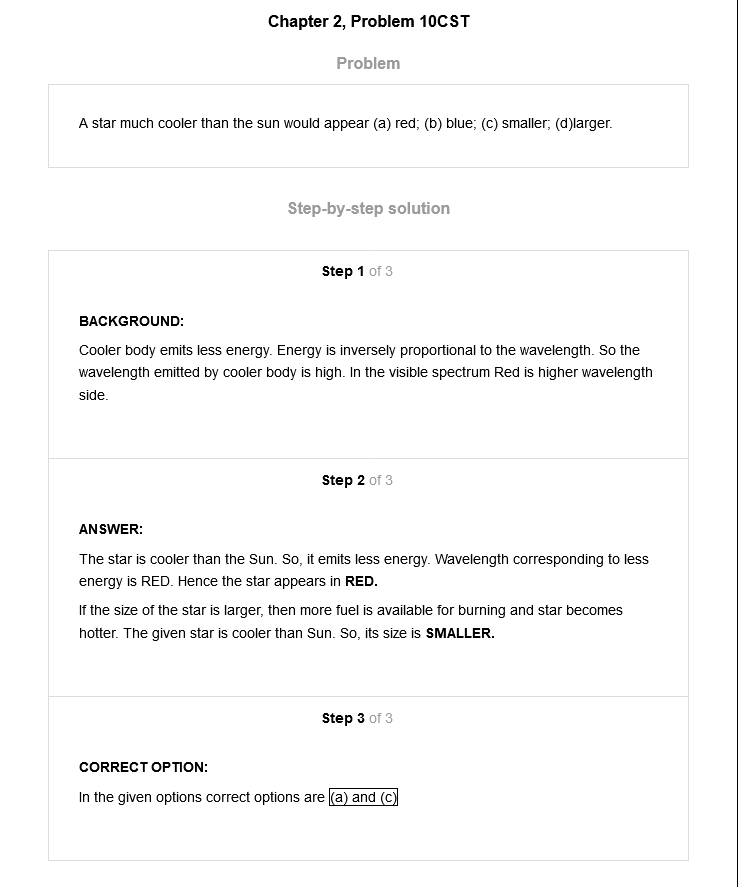 Chapter 2, Problem 10CST
Problem
A star much cooler than the sun would appear (a) red; (b) blue; (c) smaller; (d)larger.
Step-by-step solution
Step 1 of 3
BACKGROUND:
Cooler body emits less energy. Energy is inversely proportional to the wavelength. So the
wavelength emitted by cooler body is high. In the visible spectrum Red is higher wavelength
side.
Step 2 of 3
ANSWER:
The star is cooler than the Sun. So, it emits less energy. Wavelength corresponding to less
energy is RED. Hence the star appears in RED.
If the size of the star is larger, then more fuel is available for burning and star becomes
hotter. The given star is cooler than Sun. So, its size is SMALLER.
Step 3 of 3
CORRECT OPTION:
In the given options correct options are (a) and (c)